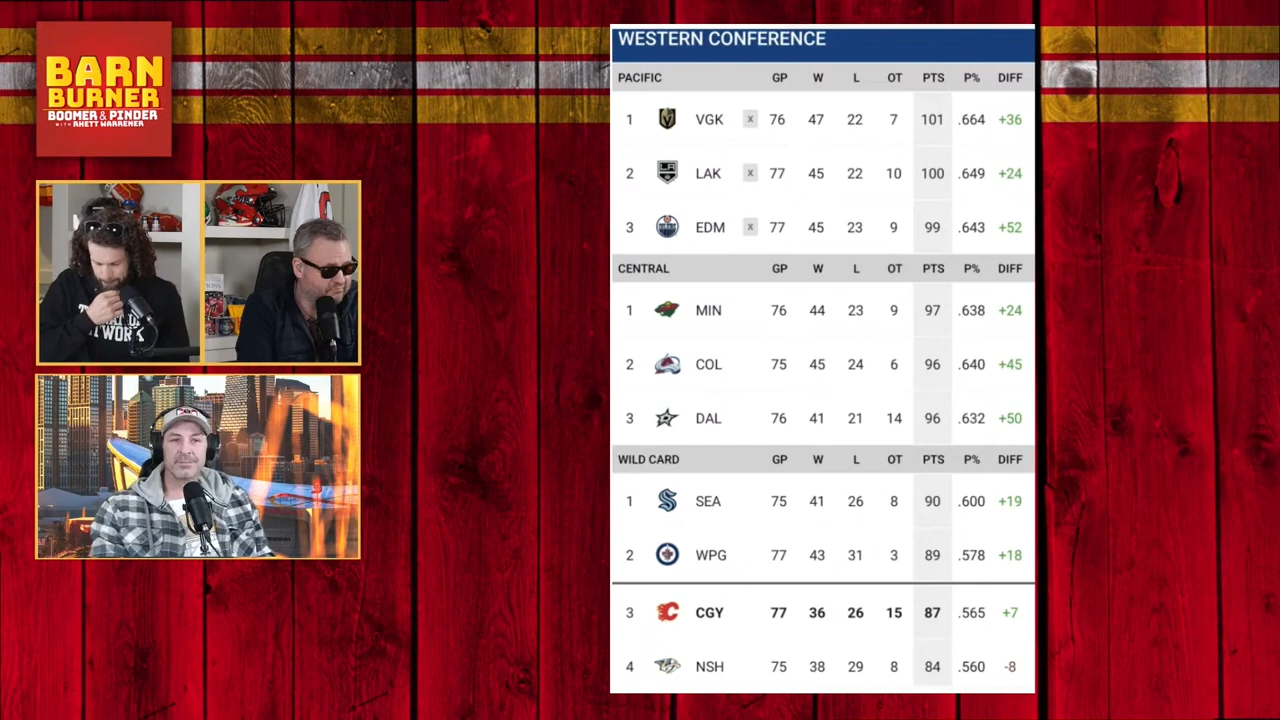 BARN
BURNER
BOOMER & PINDER
WITH RHETT WARRENER
WESTERN CONFERENCE
PACIFIC GP W L OT PTS P% DIFF
1 VGK x 76 47 22 7 101 .664 +36
2 LAK x 77 45 22 10 100 .649 +24
3 EDM x 77 45 23 9 99 .643 +52
CENTRAL GP W L OT PTS P% DIFF
1 MIN 76 44 23 9 97 .638 +24
2 COL 75 45 24 6 96 .640 +45
3 DAL 76 41 21 14 96 .632 +50
WILD CARD GP W L OT PTS P% DIFF
1 SEA 75 41 26 8 90 .600 +19
2 WPG 77 43 31 3 89 .578 +18
3 CGY 77 36 26 15 87 .565 +7
4 NSH 75 38 29 8 84 .560 -8